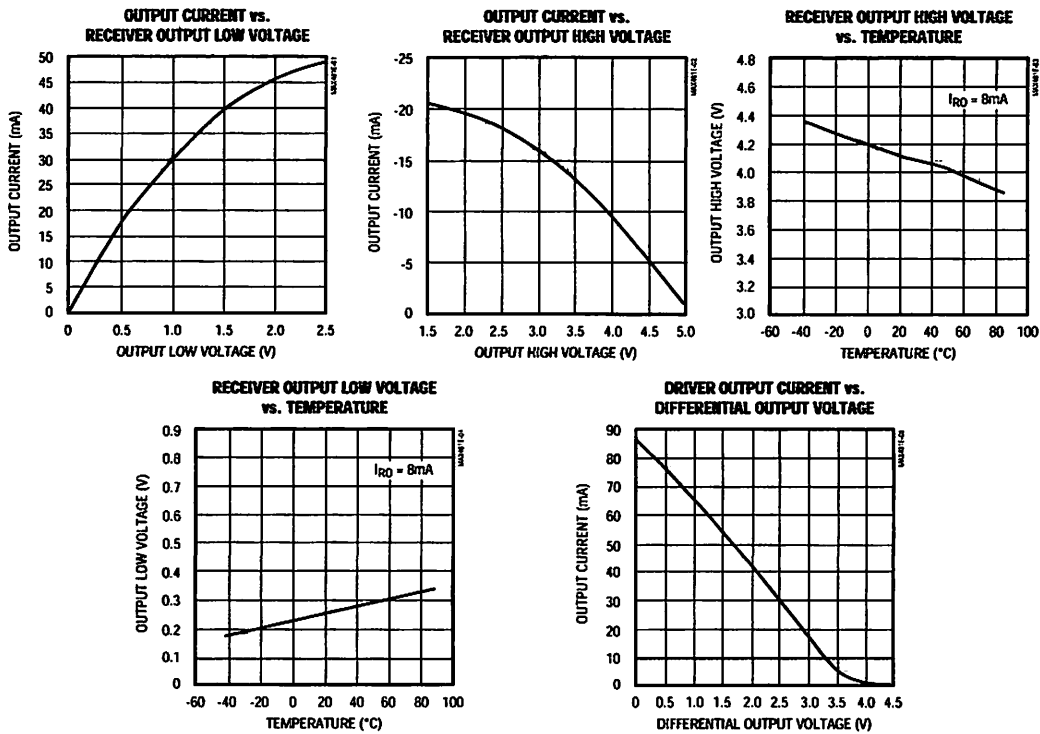 OUTPUT CURRENT vs.
RECEIVER OUTPUT LOW VOLTAGE
50
45
40
35
30
25
20
15
10
5
0
OUTPUT CURRENT (mA)
0 0.5 1.0 1.5 2.0 2.5
OUTPUT LOW VOLTAGE (V)
OUTPUT CURRENT vs.
RECEIVER OUTPUT HIGH VOLTAGE
-25
-20
-15
-10
-5
0
OUTPUT CURRENT (mA)
1.5 2.0 2.5 3.0 3.5 4.0 4.5 5.0
OUTPUT HIGH VOLTAGE (V)
RECEIVER OUTPUT HIGH VOLTAGE
vs. TEMPERATURE
4.8
4.6
4.4
4.2
4.0
3.8
3.6
3.4
3.2
3.0
OUTPUT HIGH VOLTAGE (V)
IRO = 8mA
-60 -40 -20 0 20 40 60 80 100
TEMPERATURE (°C)
RECEIVER OUTPUT LOW VOLTAGE
vs. TEMPERATURE
0.9
0.8
0.7
0.6
0.5
0.4
0.3
0.2
0.1
0
OUTPUT LOW VOLTAGE (V)
IRO = 8mA
-60 -40 -20 0 20 40 60 80 100
TEMPERATURE (°C)
DRIVER OUTPUT CURRENT vs.
DIFFERENTIAL OUTPUT VOLTAGE
90
80
70
60
50
40
30
20
10
0
OUTPUT CURRENT (mA)
0 0.5 1.0 1.5 2.0 2.5 3.0 3.5 4.0 4.5
DIFFERENTIAL OUTPUT VOLTAGE (V)